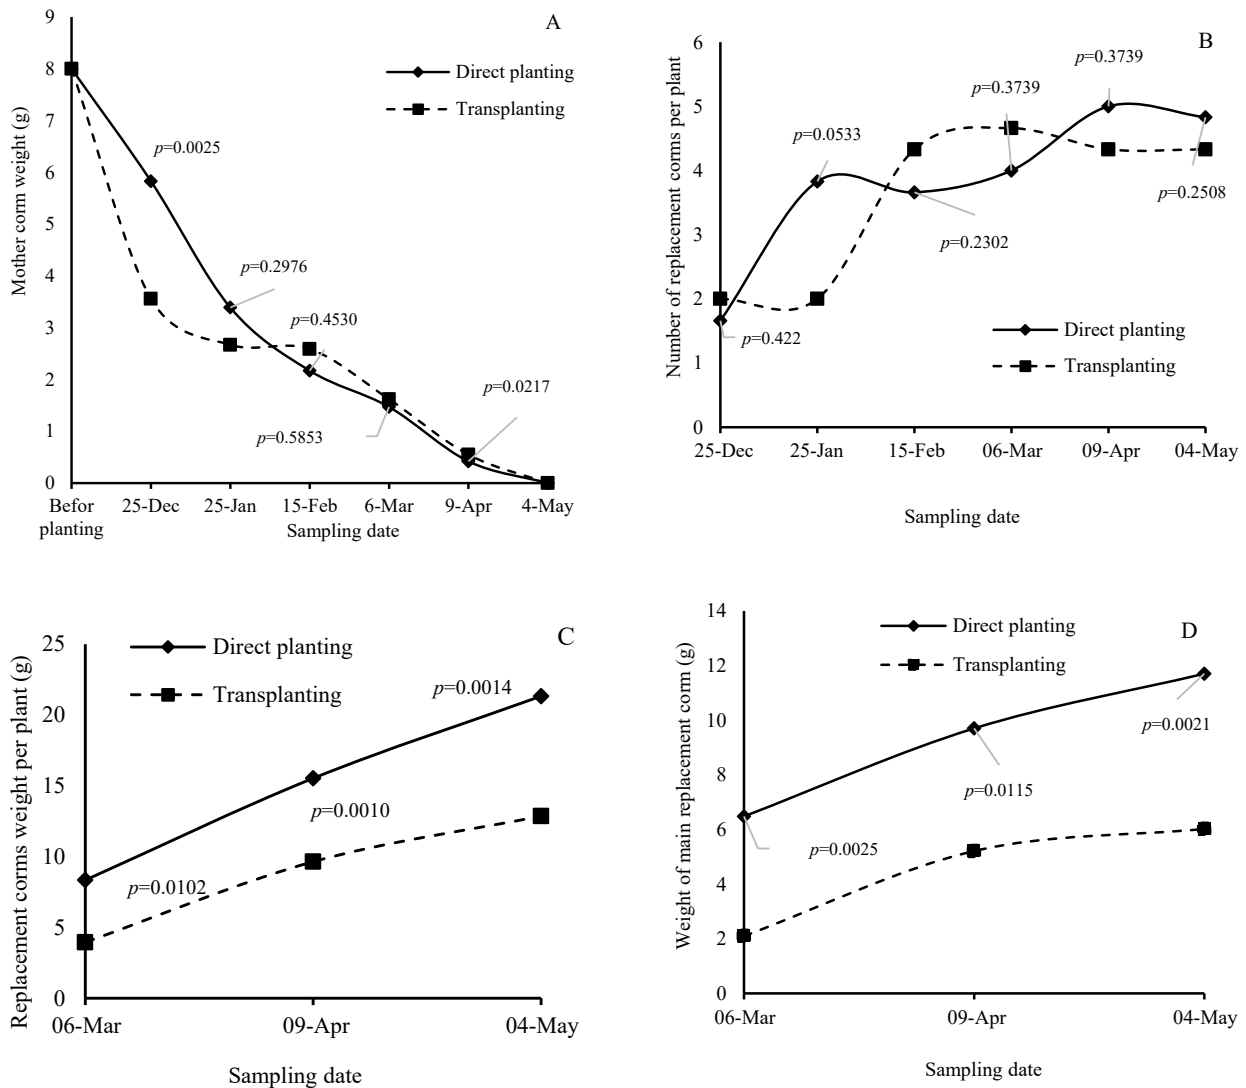 A
9
8
7
6
5
4
3
2
1
0
Mother corm weight (g)
Direct planting
Transplanting
p=0.0025
p=0.2976
p=0.4530
p=0.5853
p=0.0217
Befor
planting
25-Dec
25-Jan
15-Feb
6-Mar
9-Apr
4-May
Sampling date
B
6
5
4
3
2
1
0
Number of replacement corms per plant
p=0.422
p=0.0533
p=0.2302
p=0.3739
p=0.3739
p=0.2508
Direct planting
Transplanting
25-Dec
25-Jan
15-Feb
06-Mar
09-Apr
04-May
Sampling date
C
25
20
15
10
5
0
Replacement corms weight per plant (g)
Direct planting
Transplanting
p=0.0014
p=0.0010
p=0.0102
06-Mar
09-Apr
04-May
Sampling date
D
14
12
10
8
6
4
2
0
Weight of main replacement corm (g)
Direct planting
Transplanting
p=0.0021
p=0.0115
p=0.0025
06-Mar
09-Apr
04-May
Sampling date